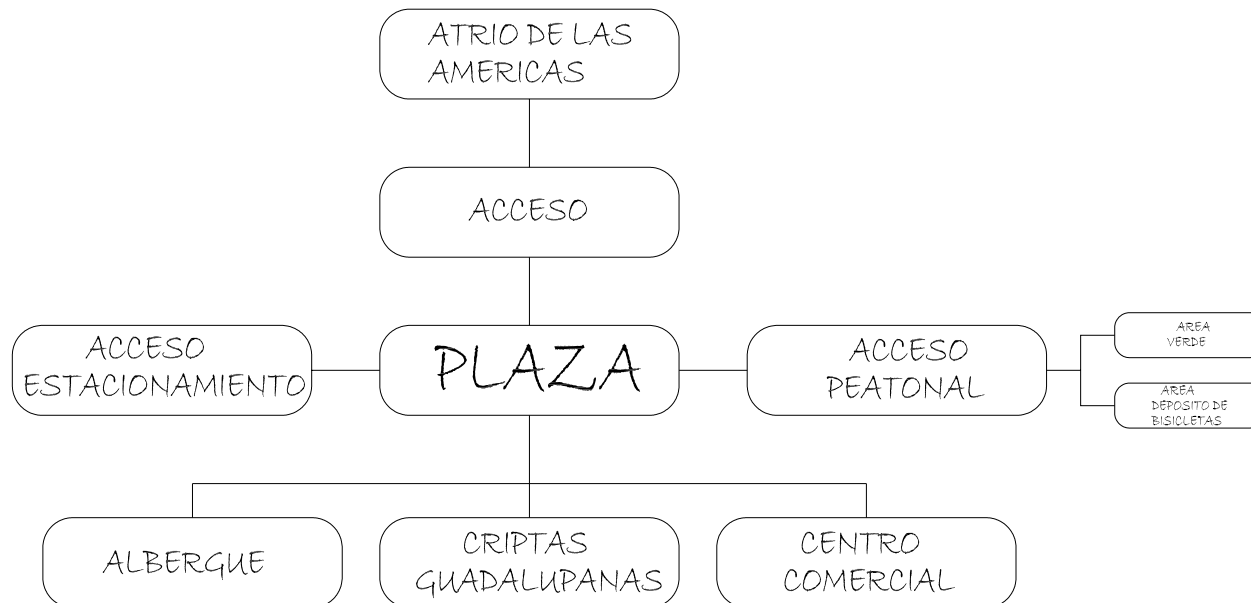 ATRIO DE LAS
AMERICAS
ACCESO
ACCESO
ESTACIONAMIENTO
PLAZA
ACCESO
PEATONAL
AREA
VERDE
AREA
DEPOSITO DE
BISICLETAS
ALBERGUE
CRIPTAS
GUADALUPANAS
CENTRO
COMERCIAL